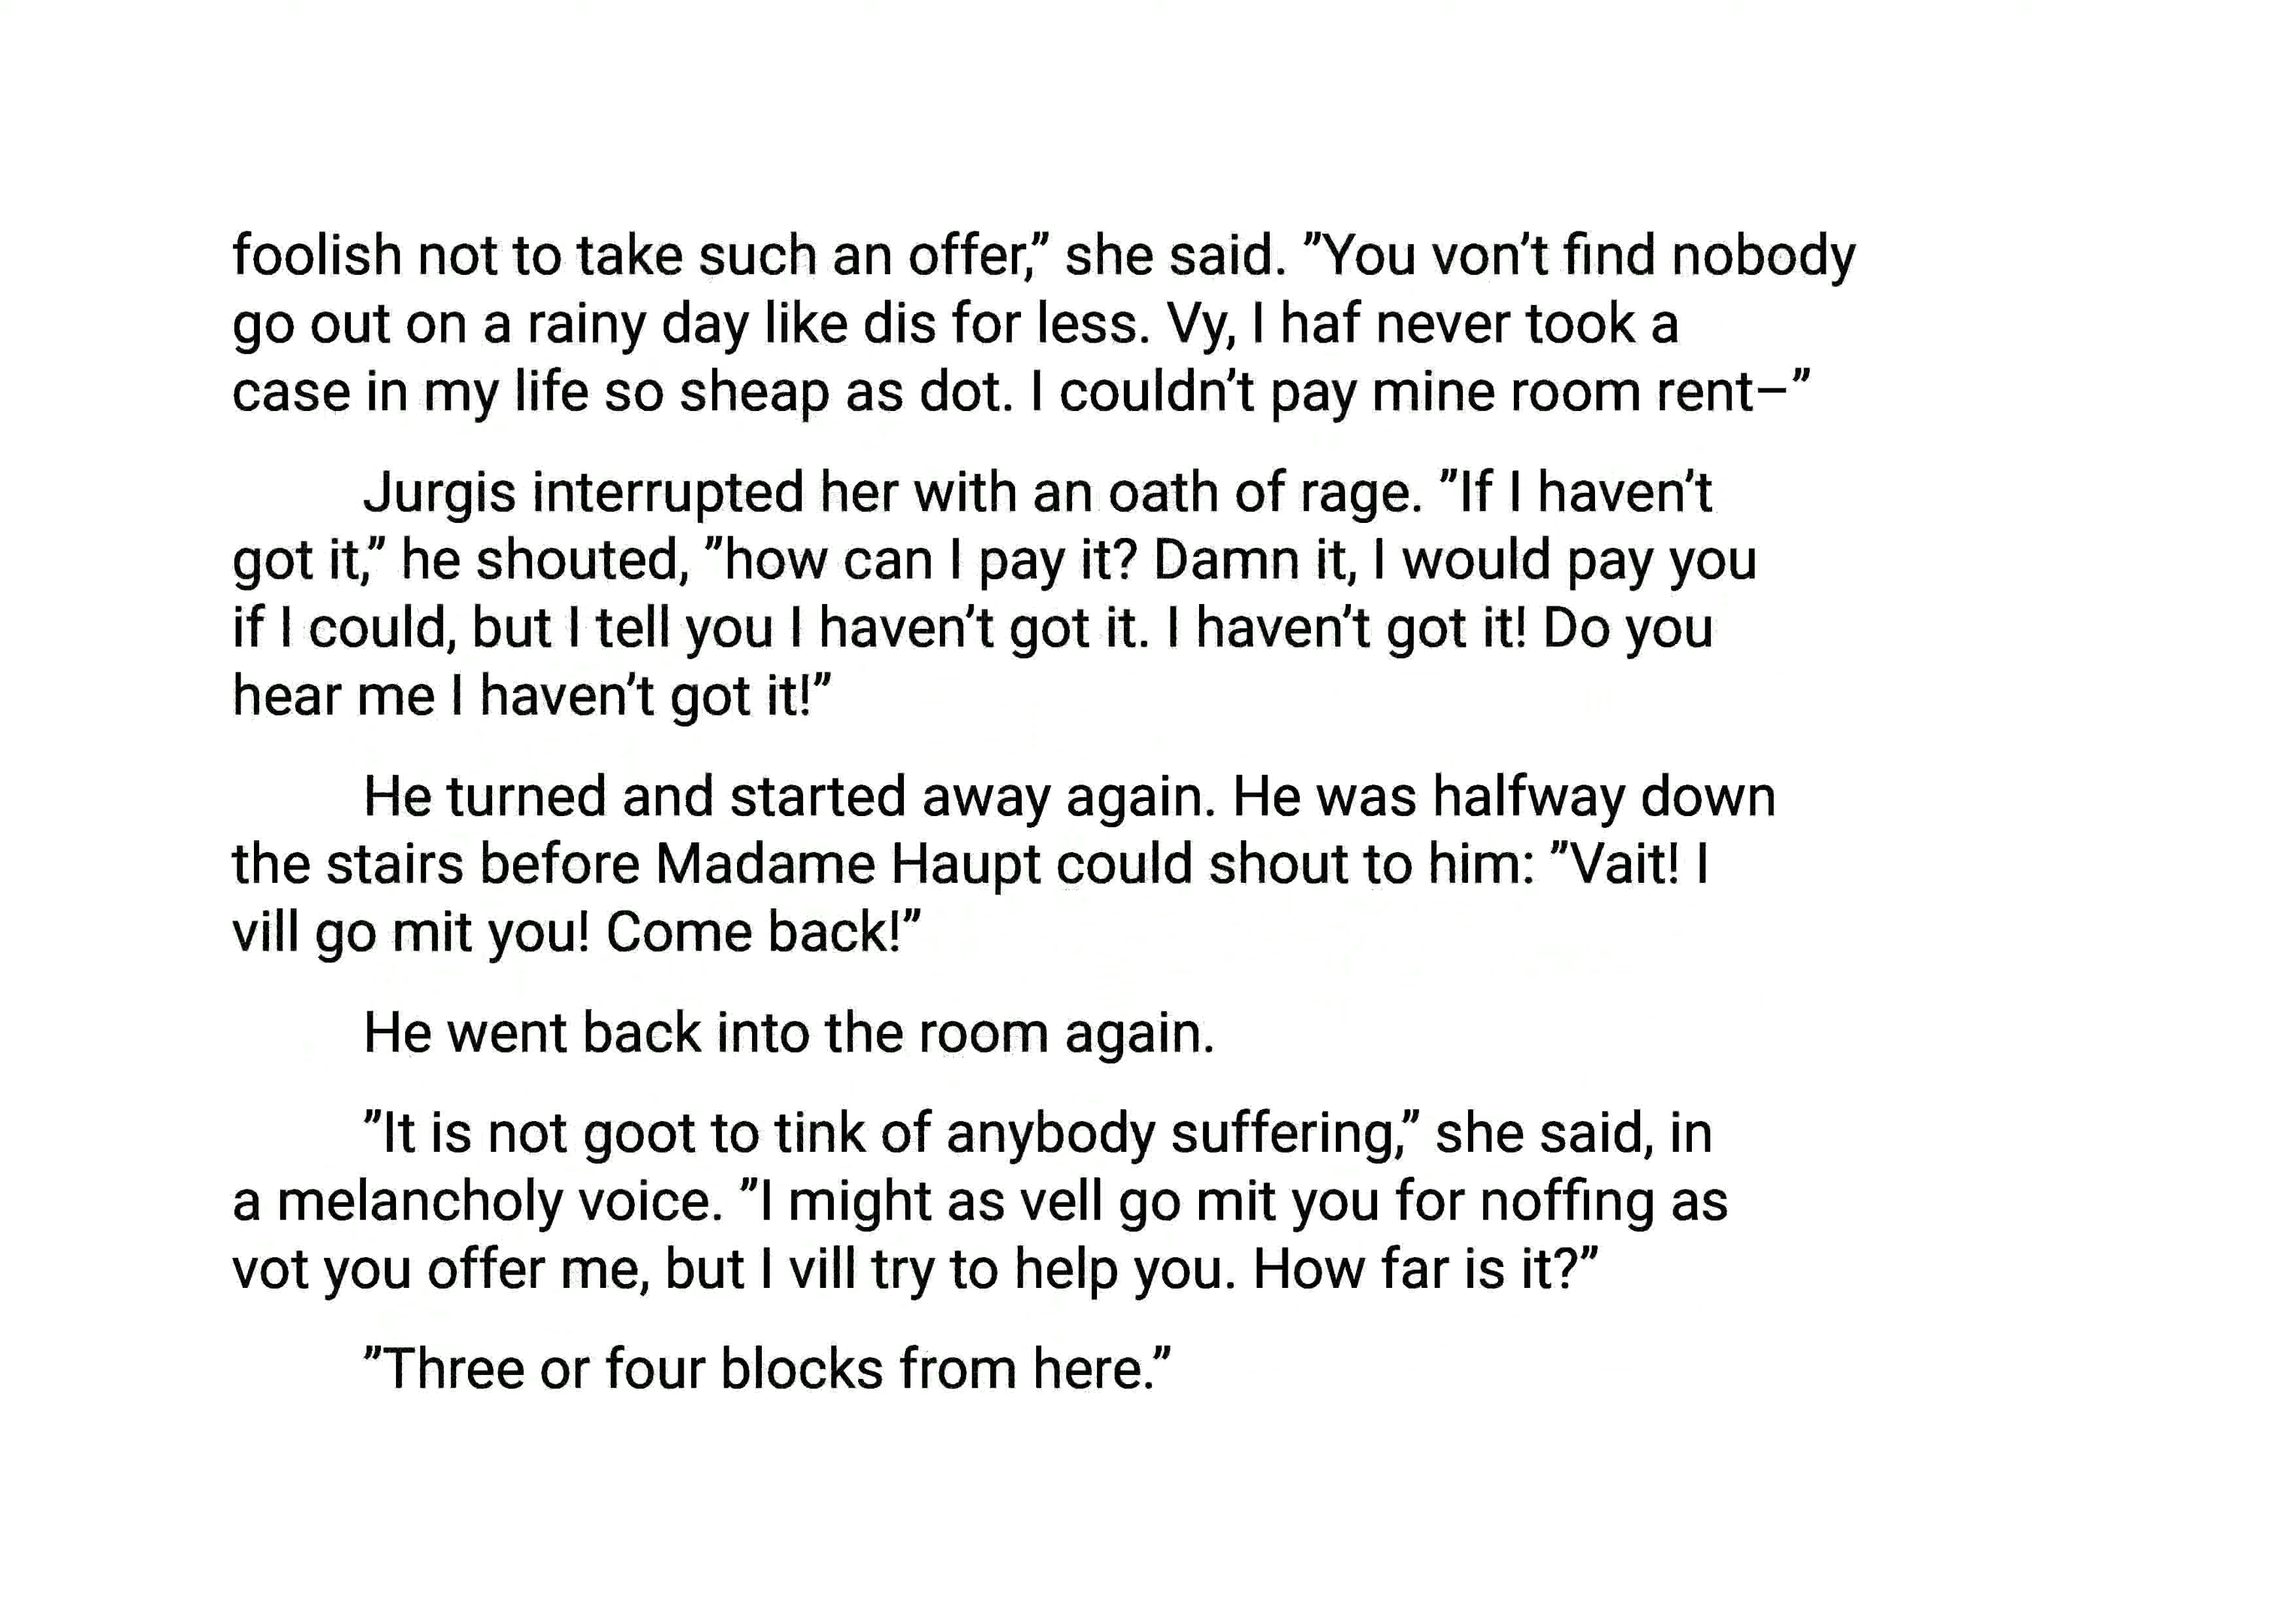 foolish not to take such an offer,” she said. ”You von’t find nobody
go out on a rainy day like dis for less. Vy, I haf never took a
case in my life so sheap as dot. I couldn’t pay mine room rent–”
Jurgis interrupted her with an oath of rage. ”If I haven’t
got it,” he shouted, ”how can I pay it? Damn it, I would pay you
if I could, but I tell you I haven’t got it. I haven’t got it! Do you
hear me I haven’t got it!”
He turned and started away again. He was halfway down
the stairs before Madame Haupt could shout to him: ”Vait! I
vill go mit you! Come back!”
He went back into the room again.
”It is not goot to tink of anybody suffering,” she said, in
a melancholy voice. ”I might as vell go mit you for noffing as
vot you offer me, but I vill try to help you. How far is it?”
”Three or four blocks from here.”